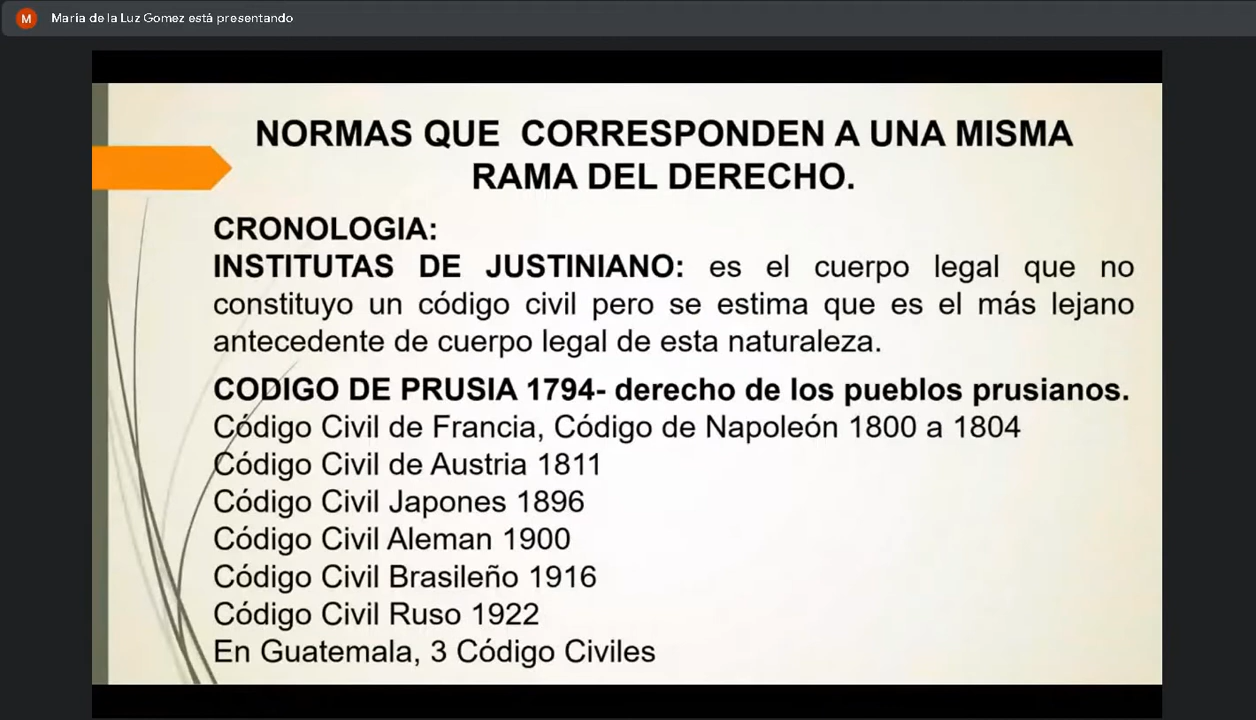 M María de la Luz Gomez está presentando
NORMAS QUE CORRESPONDEN A UNA MISMA
RAMA DEL DERECHO.
CRONOLOGIA:
INSTITUTAS DE JUSTINIANO: es el cuerpo legal que no
constituyo un código civil pero se estima que es el más lejano
antecedente de cuerpo legal de esta naturaleza.
CODIGO DE PRUSIA 1794- derecho de los pueblos prusianos.
Código Civil de Francia, Código de Napoleón 1800 a 1804
Código Civil de Austria 1811
Código Civil Japones 1896
Código Civil Aleman 1900
Código Civil Brasileño 1916
Código Civil Ruso 1922
En Guatemala, 3 Código Civiles